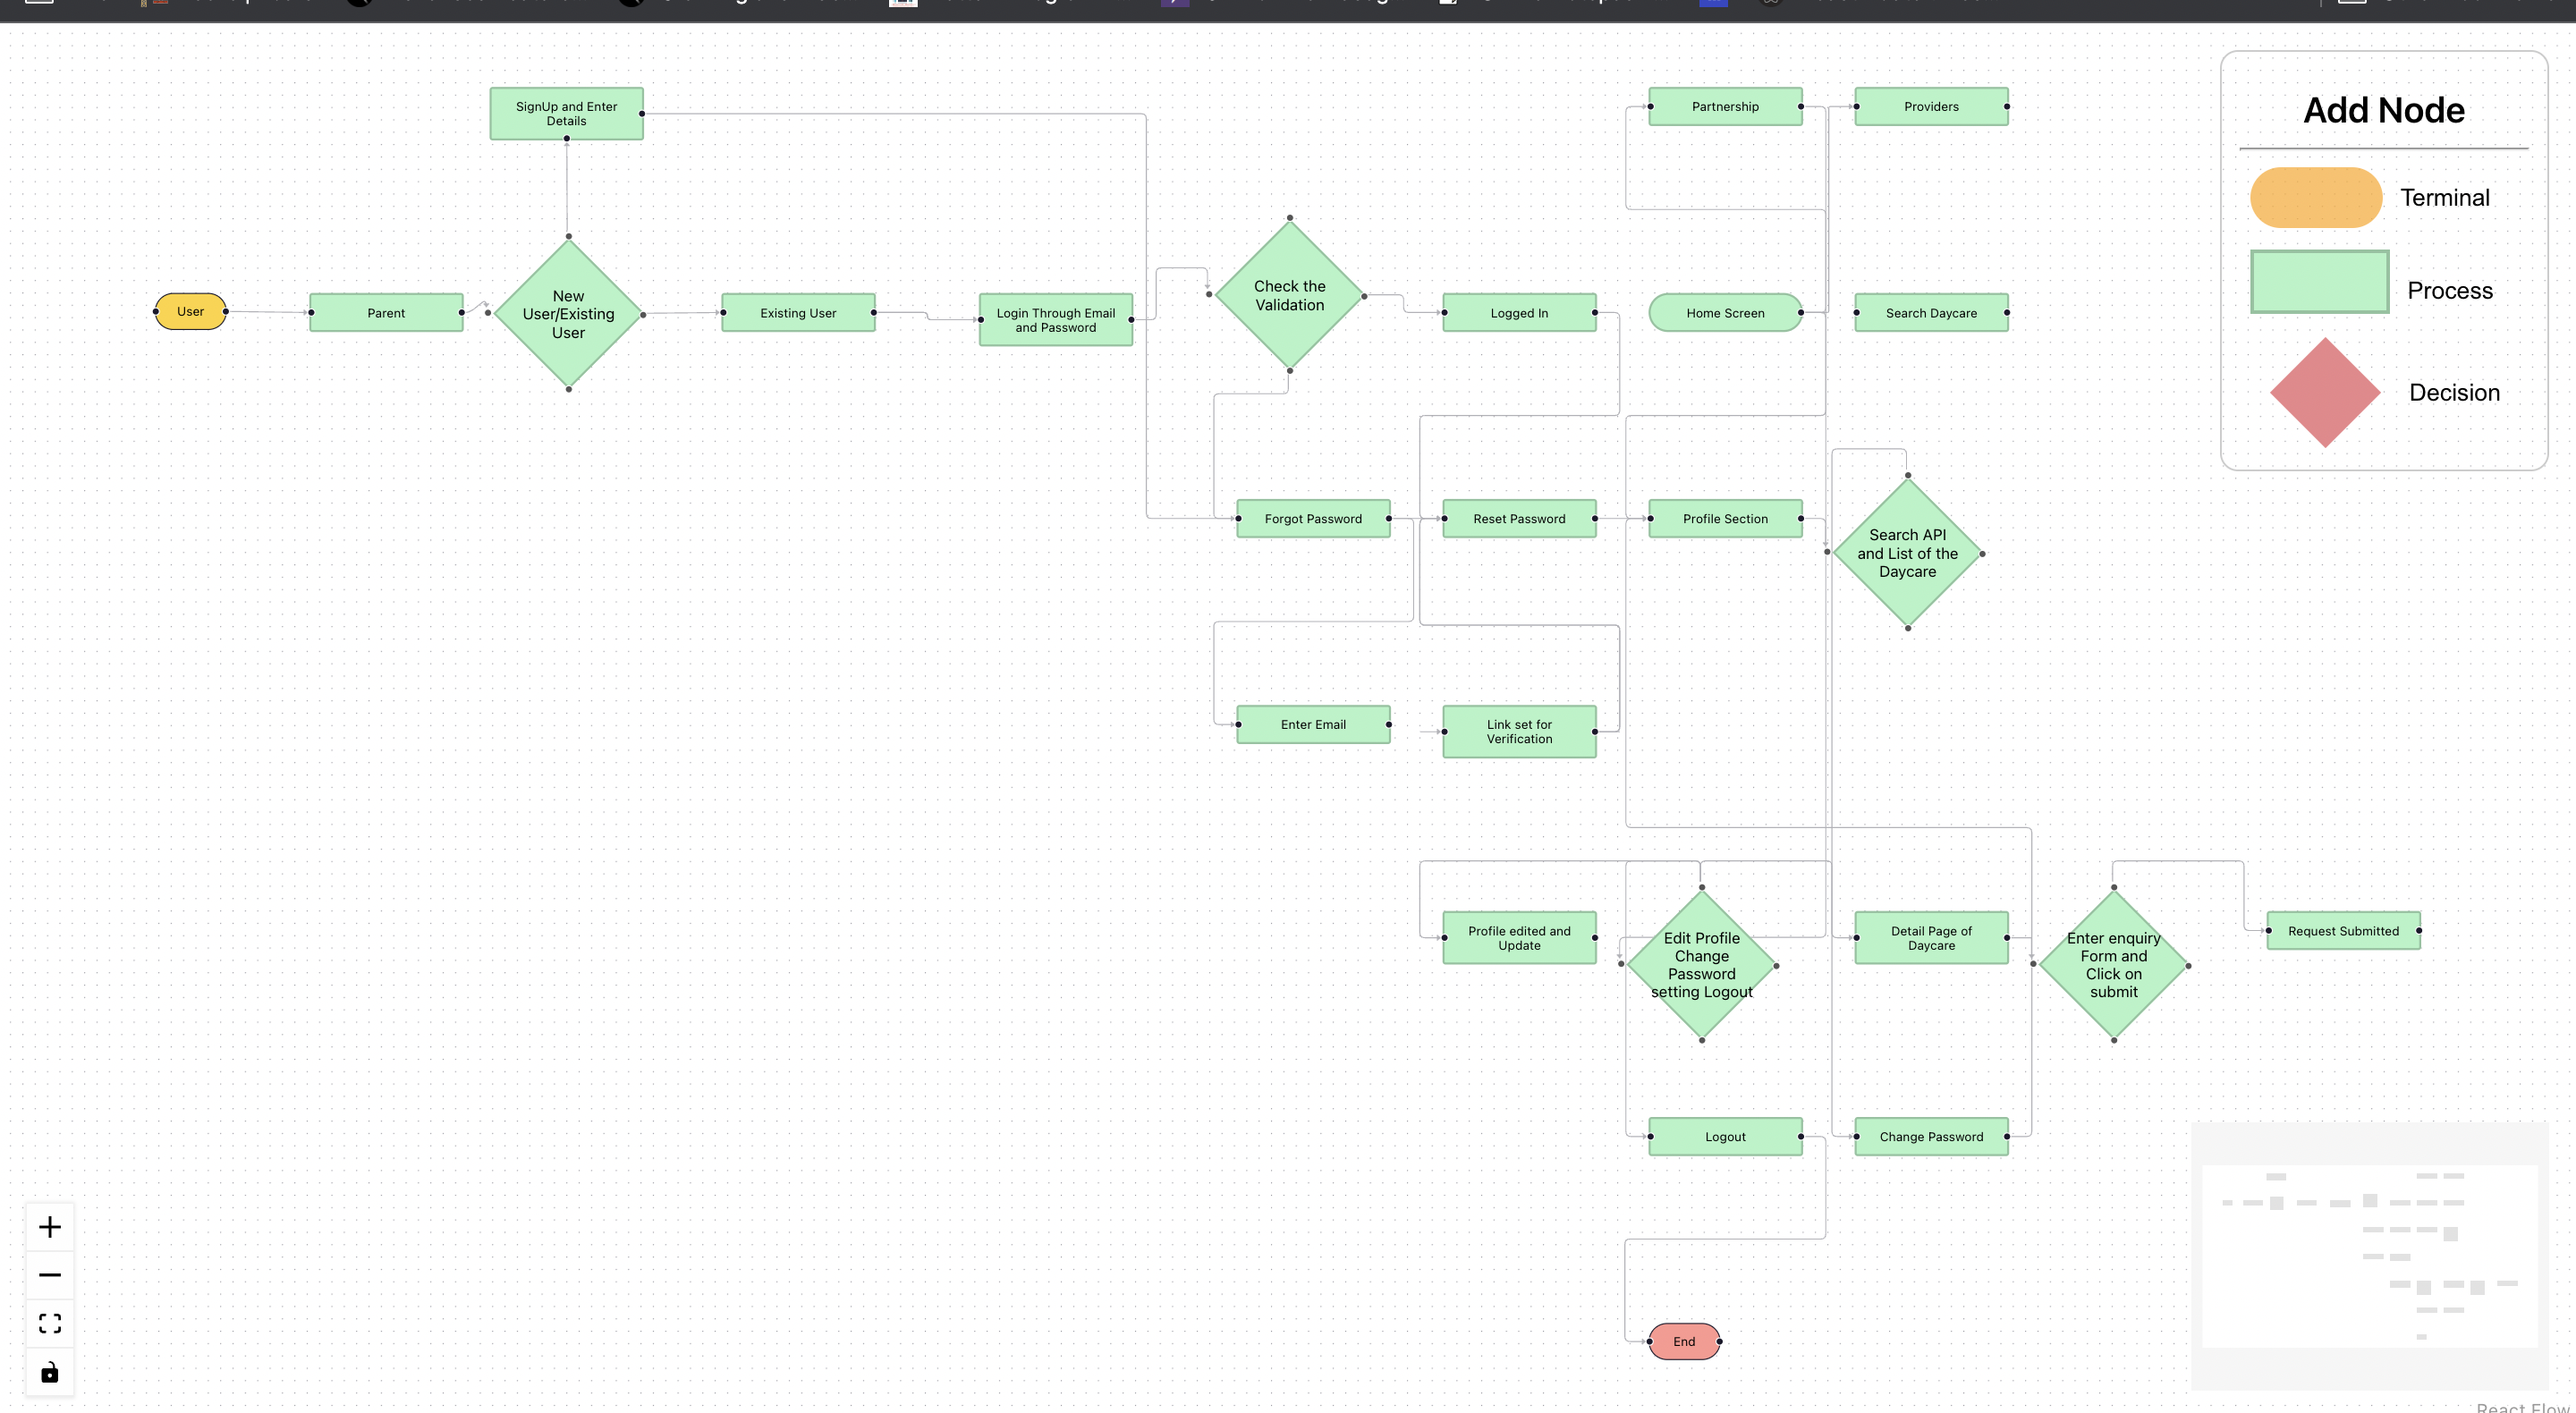 SignUp and Enter
Details
Partnership
Providers
Add Node
Terminal
Process
Decision
User
Parent
New
User/Existing
User
Existing User
Login Through Email
and Password
Check the
Validation
Logged In
Home Screen
Search Daycare
Forgot Password
Reset Password
Profile Section
Search API
and List of the
Daycare
Enter Email
Link set for
Verification
Profile edited and
Update
Edit Profile
Change
Password
setting Logout
Detail Page of
Daycare
Enter enquiry
Form and
Click on
submit
Request Submitted
Logout
Change Password
End
React Flow